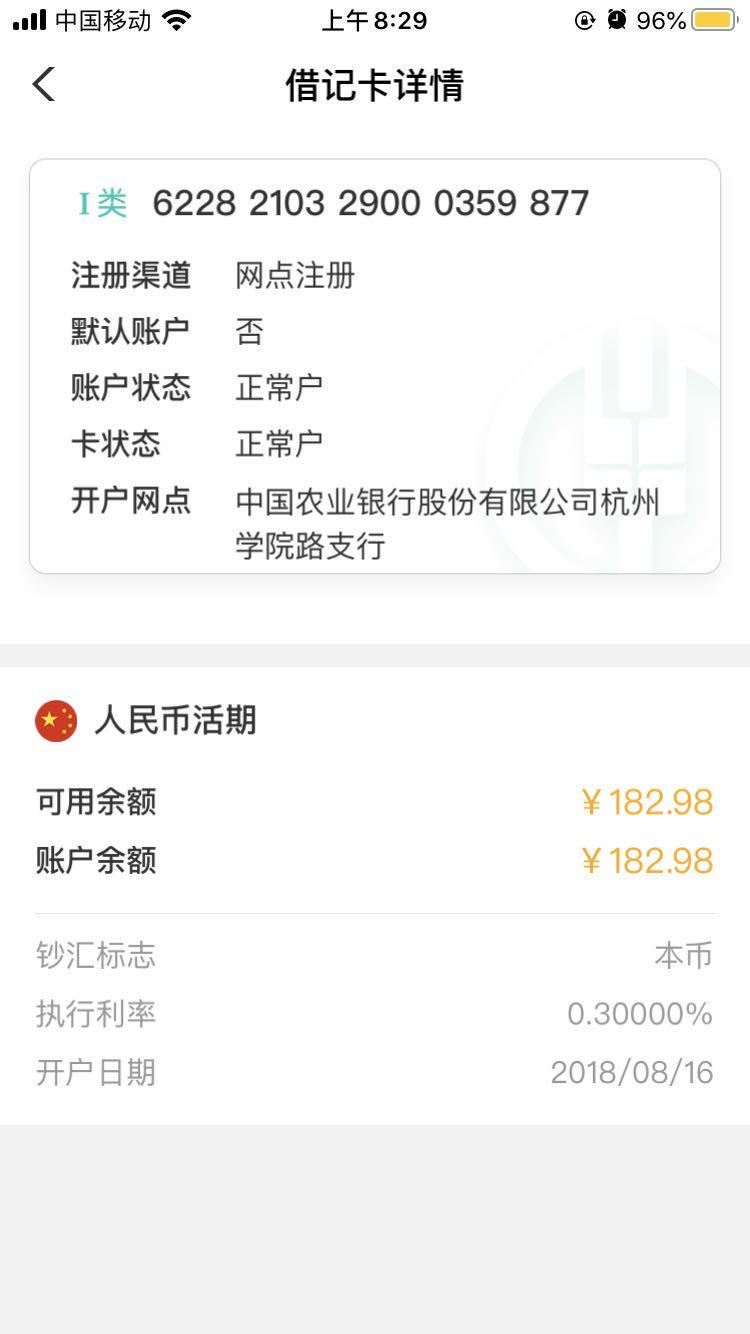 中国移动 上午8:29 96%
借记卡详情
I类 6228 2103 2900 0359 877
注册渠道 网点注册
默认账户 否
账户状态 正常户
卡状态 正常户
开户网点 中国农业银行股份有限公司杭州
学院路支行
人民币活期
可用余额 ¥182.98
账户余额 ¥182.98
钞汇标志 本币
执行利率 0.30000%
开户日期 2018/08/16